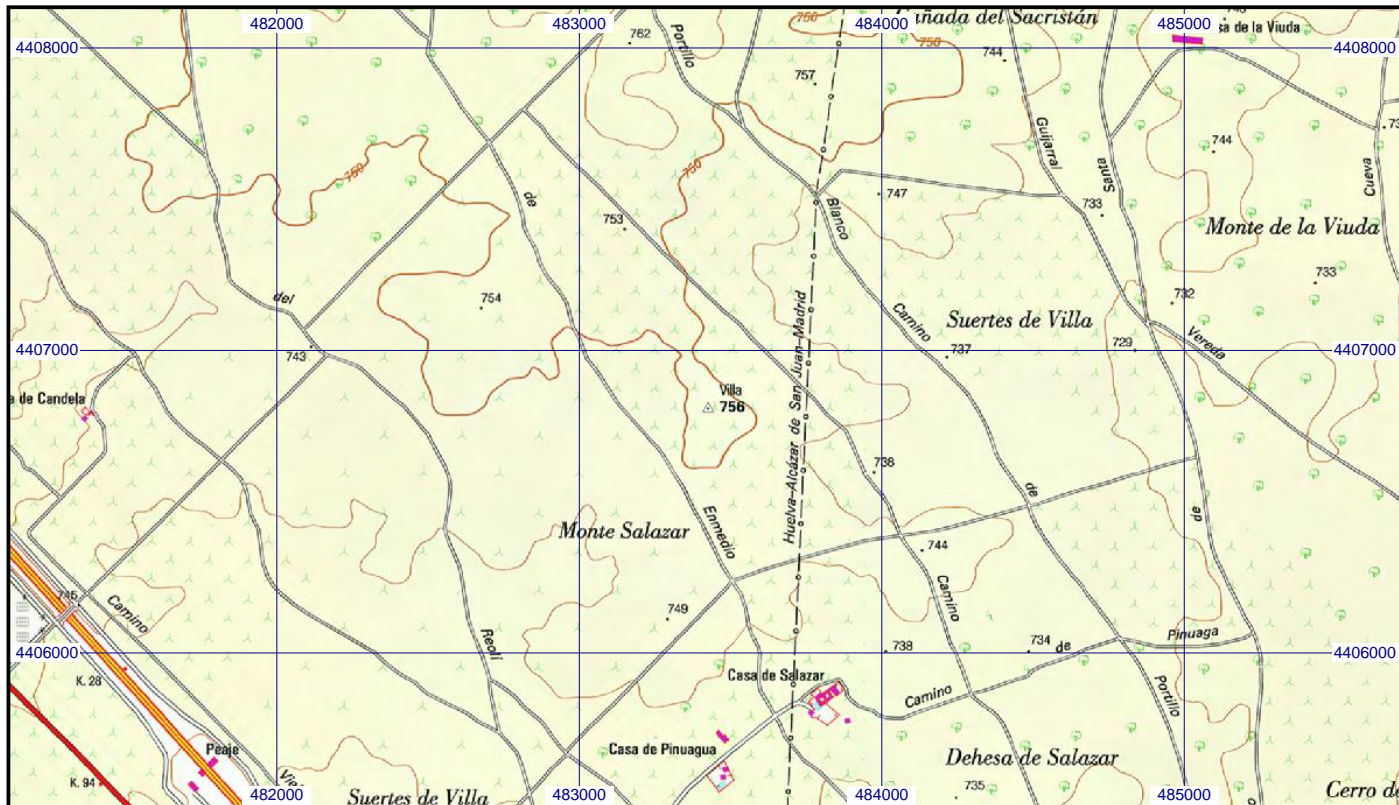 482000
483000
484000
485000
750
Cañada del Sacristán
Casa de la Viuda
762
Portillo
750
744
4408000
4408000
757
Guijarral
744
750
750
Santa
Cueva
de
753
747
733
Blanco
Monte de la Viuda
733
del
754
732
Huelva-Alcázar de San Juan-Madrid
Camino
Suertes de Villa
Vereda
4407000
743
737
729
4407000
Villa
756
de Candela
738
de
de
Monte Salazar
Enmedio
744
745
Camino
749
Camino
Reolí
Pinuaga
4406000
738
734
de
4406000
K. 28
Casa de Salazar
Camino
Portillo
Peaje
Casa de Pinuagua
Dehesa de Salazar
K. 94
735
482000
483000
484000
485000
Suertes de Villa
Cerro